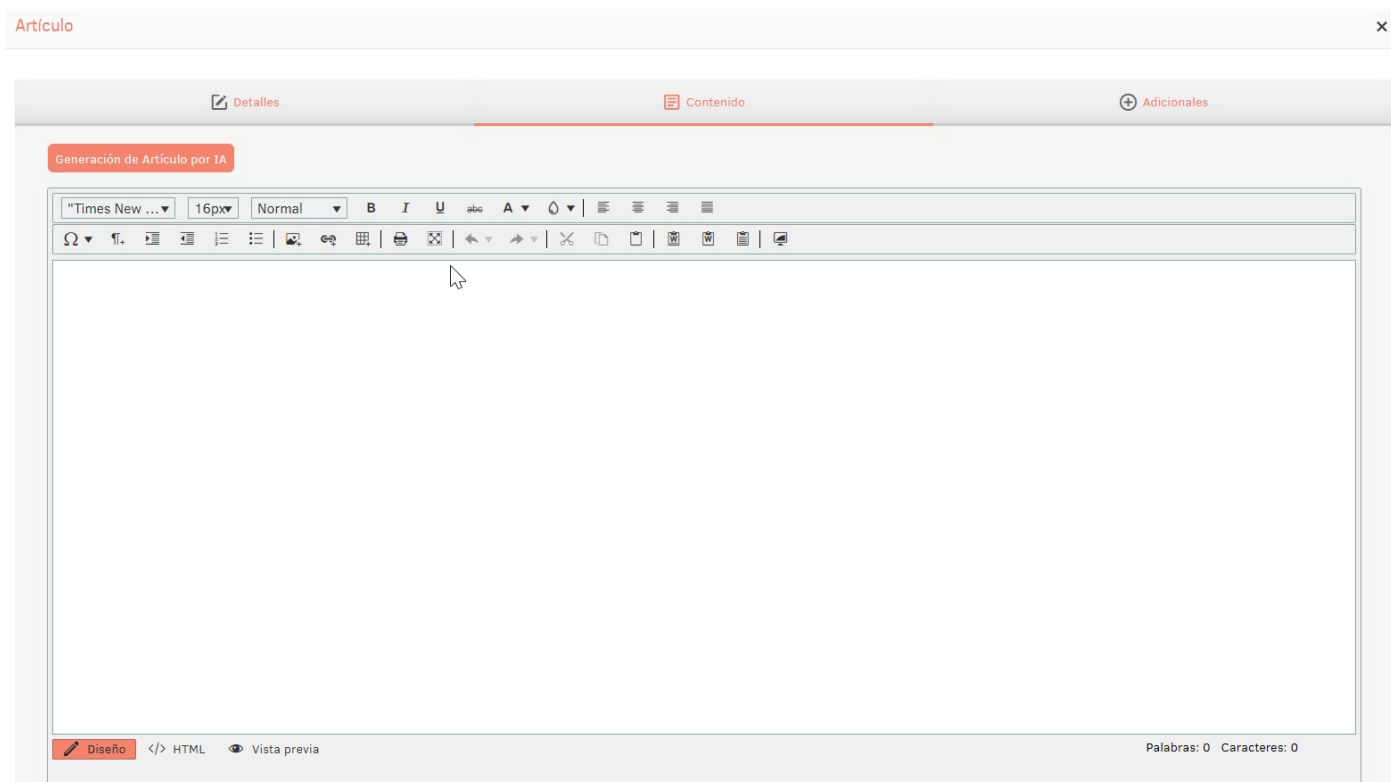 Artículo
Detalles
Contenido
Adicionales
Generación de Artículo por IA
"Times New ... 16px Normal B I U abc A
Diseño </> HTML Vista previa
Palabras: 0 Caracteres: 0